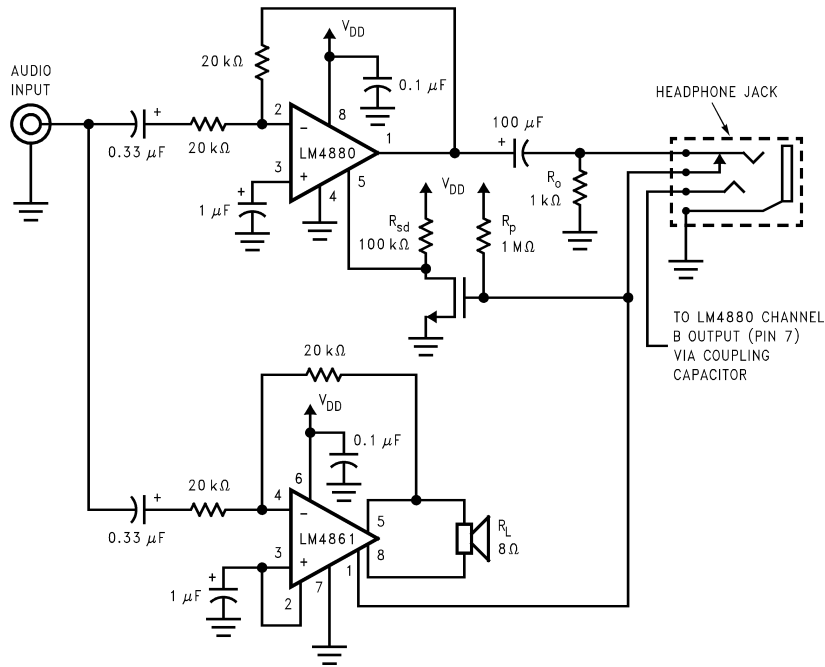 V_DD
AUDIO
INPUT
20 kΩ
0.1 μF
HEADPHONE JACK
+
0.33 μF
20 kΩ
2
−
8
LM4880
1
100 μF
+
3
+
5
4
+
1 μF
V_DD
R_sd
100 kΩ
R_p
1 MΩ
R_o
1 kΩ
TO LM4880 CHANNEL
B OUTPUT (PIN 7)
VIA COUPLING
CAPACITOR
20 kΩ
V_DD
0.1 μF
+
0.33 μF
20 kΩ
4
−
6
LM4861
5
8
R_L
8 Ω
3
+
1
2
7
+
1 μF